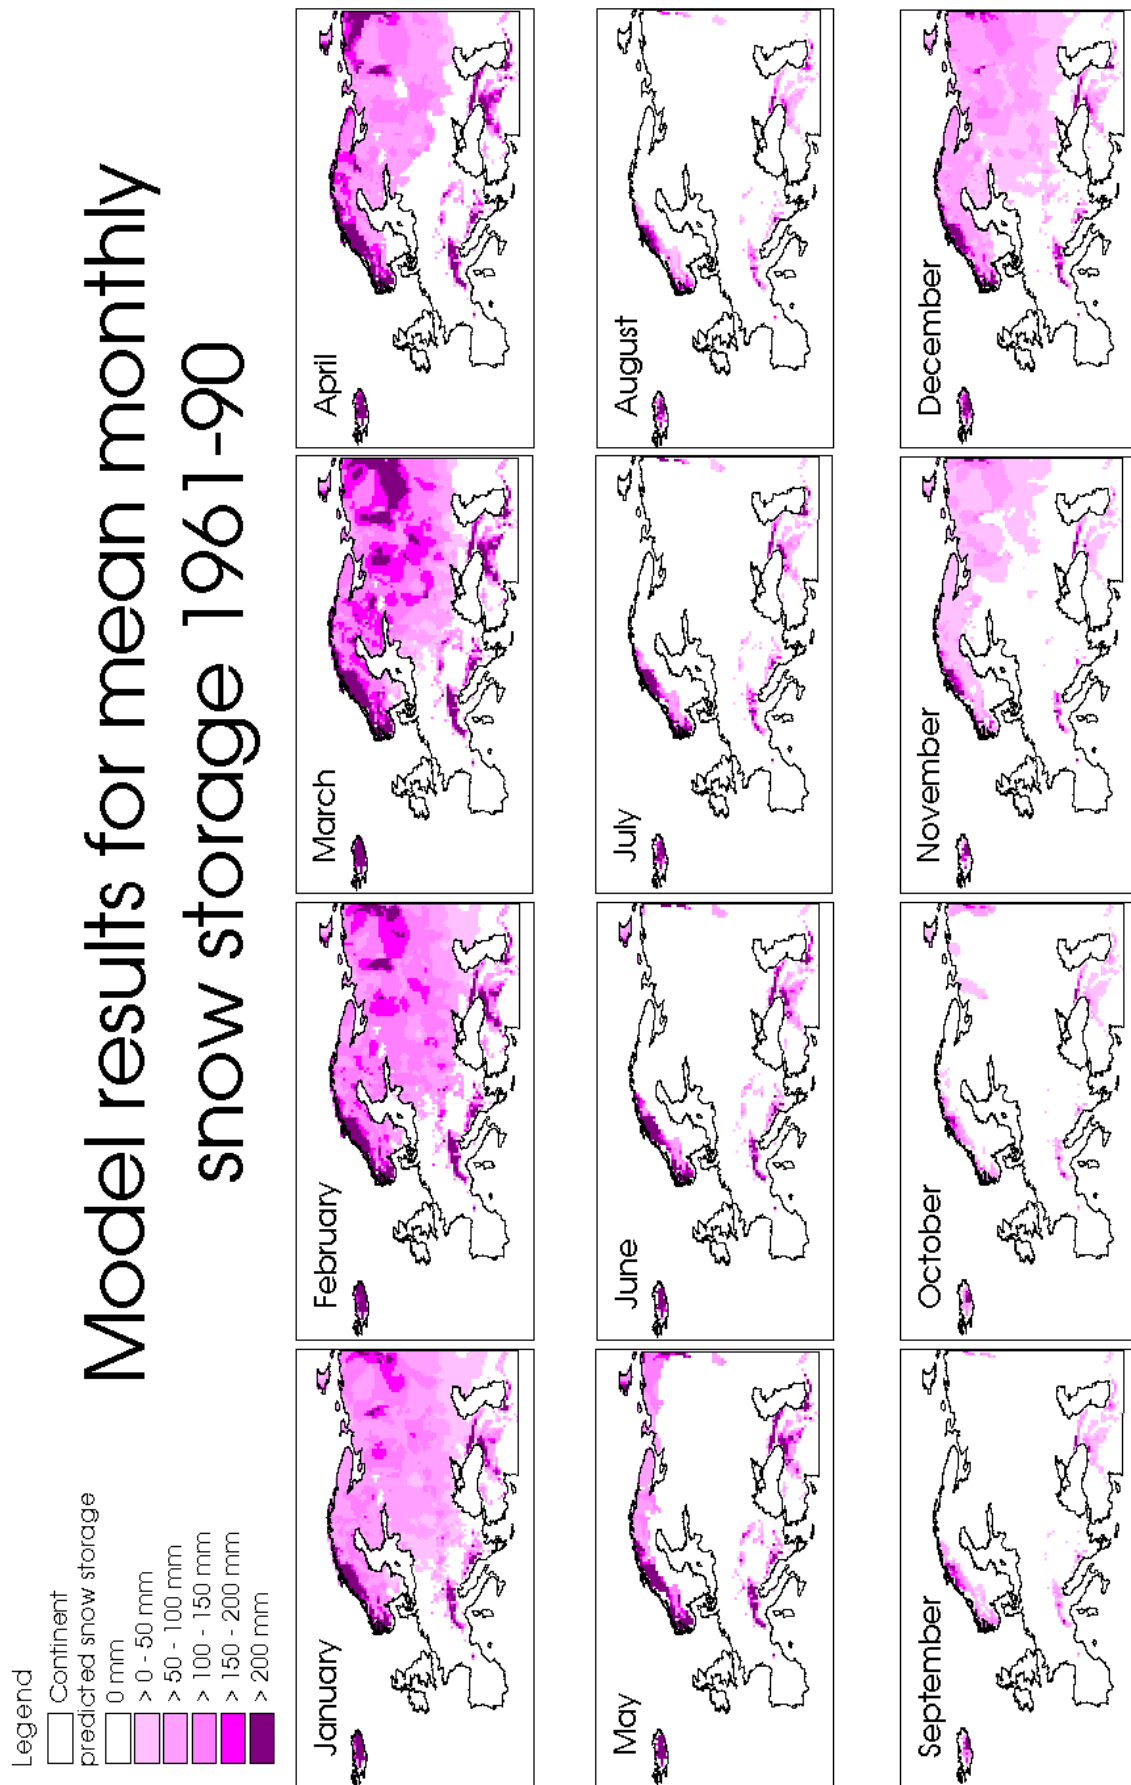 Model results for mean monthly
snow storage 1961-90
Legend
Continent
predicted snow storage
0 mm
> 0 - 50 mm
> 50 - 100 mm
> 100 - 150 mm
> 150 - 200 mm
> 200 mm
January
February
March
April
May
June
July
August
September
October
November
December